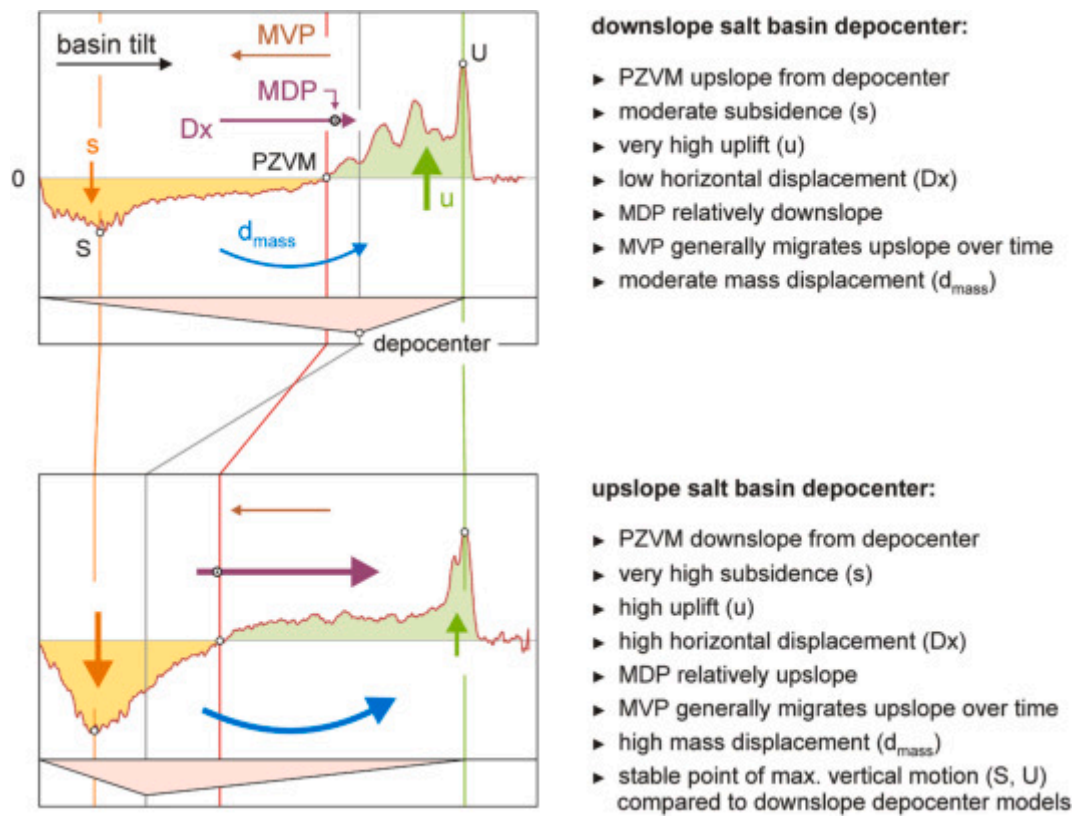 basin tilt
MVP
U
MDP
Dx
s
PZVM
0
u
S
d_mass
depocenter
downslope salt basin depocenter:
► PZVM upslope from depocenter
► moderate subsidence (s)
► very high uplift (u)
► low horizontal displacement (Dx)
► MDP relatively downslope
► MVP generally migrates upslope over time
► moderate mass displacement (d_mass)
upslope salt basin depocenter:
► PZVM downslope from depocenter
► very high subsidence (s)
► high uplift (u)
► high horizontal displacement (Dx)
► MDP relatively upslope
► MVP generally migrates upslope over time
► high mass displacement (d_mass)
► stable point of max. vertical motion (S, U)
compared to downslope depocenter models